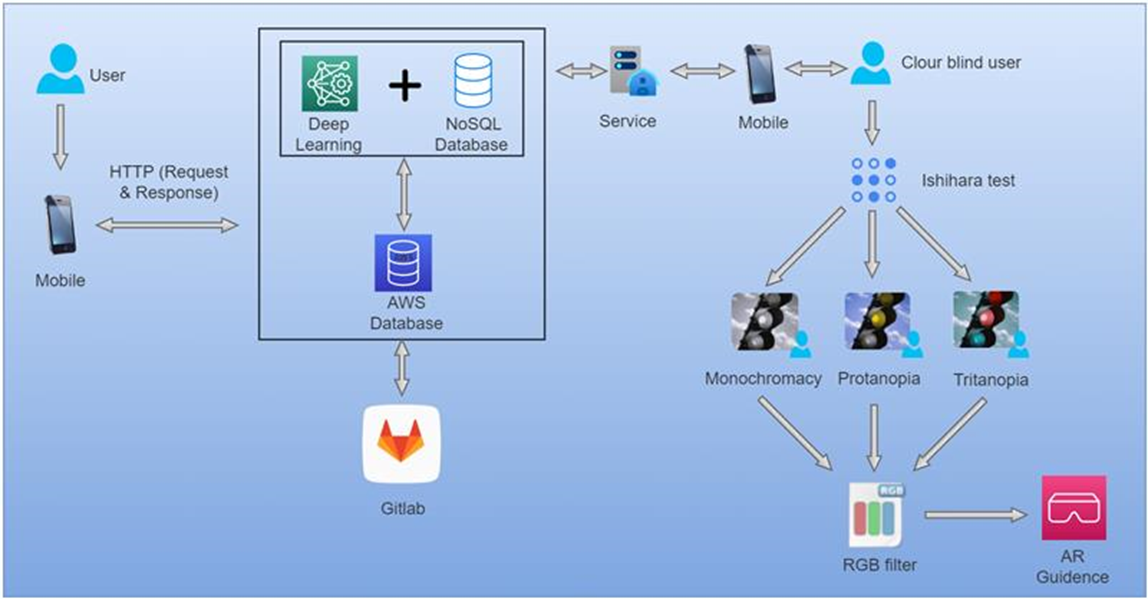 User
HTTP (Request
& Response)
Mobile
Deep
Learning
NoSQL
Database
AWS
Database
Gitlab
Service
Mobile
Clour blind user
Ishihara test
Monochromacy
Protanopia
Tritanopia
RGB
RGB filter
AR
Guidence